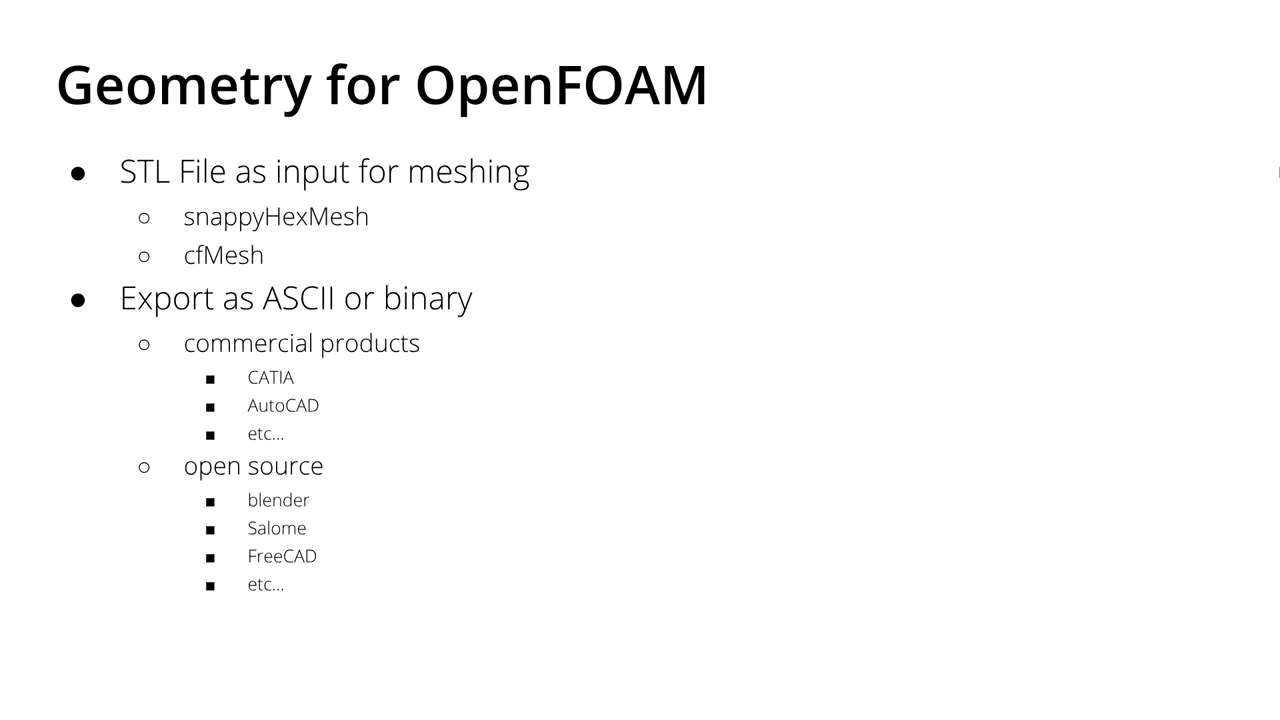 Geometry for OpenFOAM
● STL File as input for meshing
○ snappyHexMesh
○ cfMesh
● Export as ASCII or binary
○ commercial products
■ CATIA
■ AutoCAD
■ etc...
○ open source
■ blender
■ Salome
■ FreeCAD
■ etc...